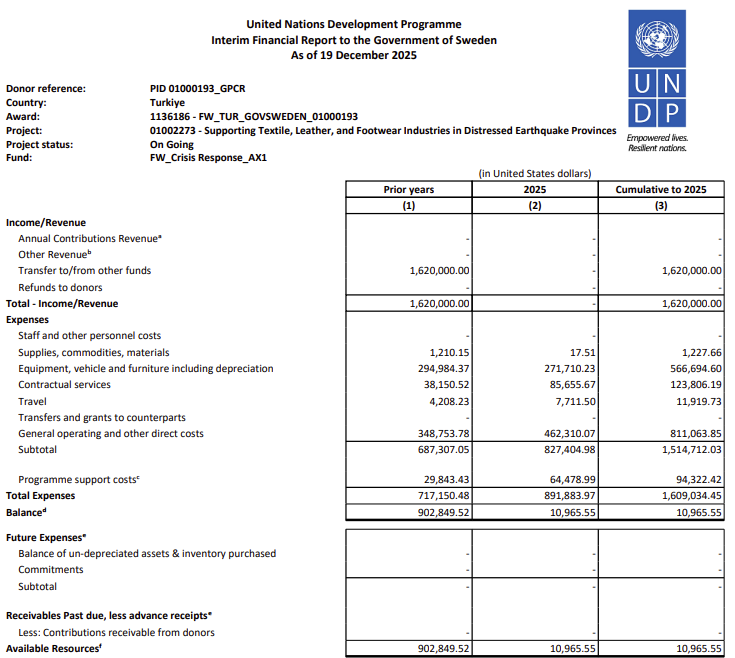 United Nations Development Programme
Interim Financial Report to the Government of Sweden
As of 19 December 2025
U N
D P
Empowered lives.
Resilient nations.
Donor reference: PID 01000193_GPCR
Country: Turkiye
Award: 1136186 - FW_TUR_GOVSWEDEN_01000193
Project: 01002273 - Supporting Textile, Leather, and Footwear Industries in Distressed Earthquake Provinces
Project status: On Going
Fund: FW_Crisis Response_AX1
(in United States dollars)
Prior years 2025 Cumulative to 2025
(1) (2) (3)
Income/Revenue
Annual Contributions Revenueᵃ - - -
Other Revenueᵇ - - -
Transfer to/from other funds 1,620,000.00 - 1,620,000.00
Refunds to donors - - -
Total - Income/Revenue 1,620,000.00 - 1,620,000.00
Expenses
Staff and other personnel costs - - -
Supplies, commodities, materials 1,210.15 17.51 1,227.66
Equipment, vehicle and furniture including depreciation 294,984.37 271,710.23 566,694.60
Contractual services 38,150.52 85,655.67 123,806.19
Travel 4,208.23 7,711.50 11,919.73
Transfers and grants to counterparts - - -
General operating and other direct costs 348,753.78 462,310.07 811,063.85
Subtotal 687,307.05 827,404.98 1,514,712.03
Programme support costsᶜ 29,843.43 64,478.99 94,322.42
Total Expenses 717,150.48 891,883.97 1,609,034.45
Balanceᵈ 902,849.52 10,965.55 10,965.55
Future Expensesᵉ
Balance of un-depreciated assets & inventory purchased - - -
Commitments - - -
Subtotal - - -
Receivables Past due, less advance receiptsᵉ
Less: Contributions receivable from donors - - -
Available Resourcesᶠ 902,849.52 10,965.55 10,965.55